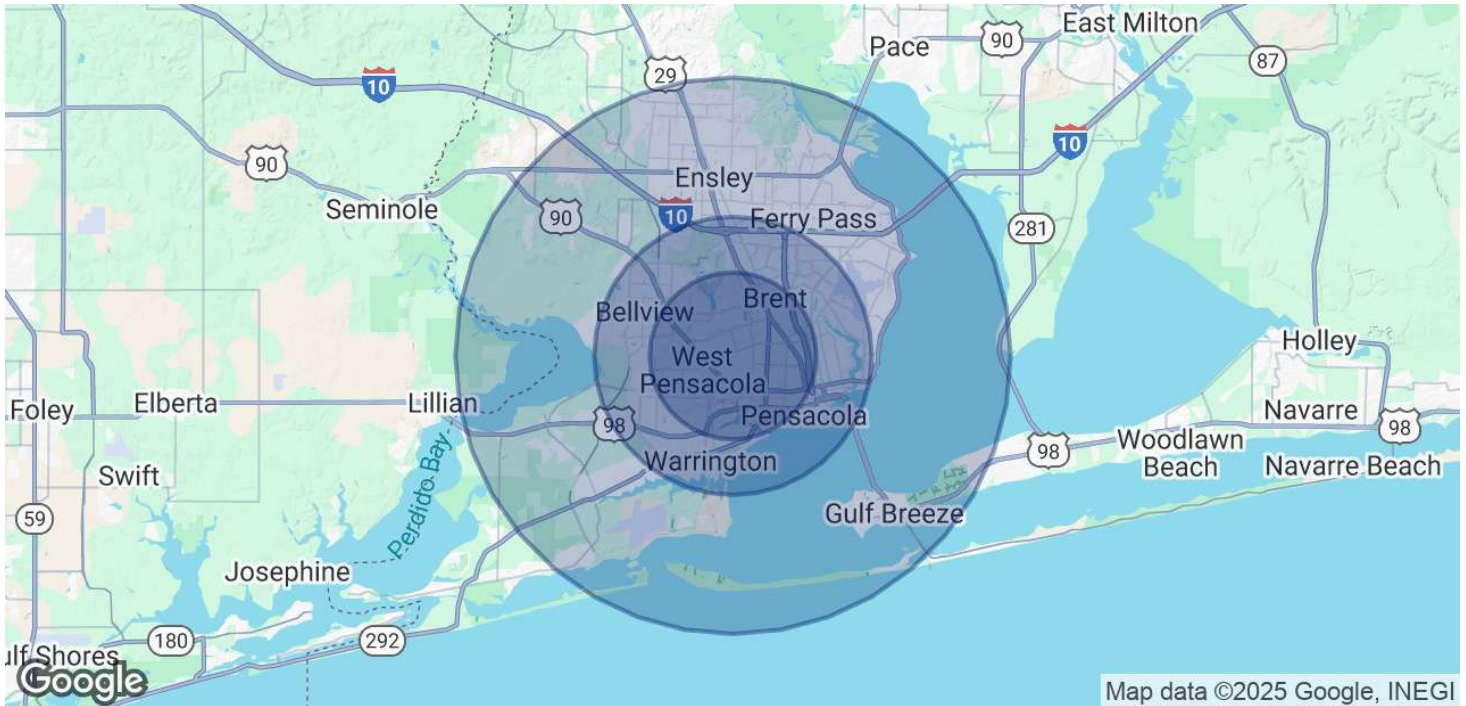 East Milton
Pace
90
87
29
10
10
90
Ensley
Seminole
90
10
Ferry Pass
281
Bellview
Brent
Holley
West
Pensacola
Foley
Elberta
Lillian
98
Pensacola
Navarre
98
Woodlawn
Beach
98
Navarre Beach
Warrington
Swift
Perdido Bay
59
Gulf Breeze
Josephine
180
292
ulf Shores
Google
Map data ©2025 Google, INEGI